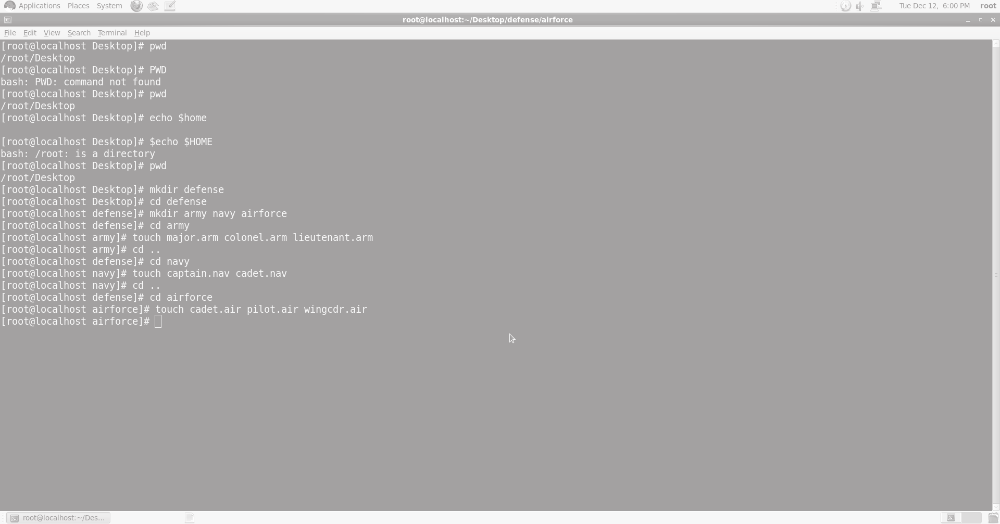 Applications Places System Tue Dec 12, 6:00 PM root
root@localhost:~/Desktop/defense/airforce
File Edit View Search Terminal Help
[root@localhost Desktop]# pwd
/root/Desktop
[root@localhost Desktop]# PWD
bash: PWD: command not found
[root@localhost Desktop]# pwd
/root/Desktop
[root@localhost Desktop]# echo $home

[root@localhost Desktop]# $echo $HOME
bash: /root: is a directory
[root@localhost Desktop]# pwd
/root/Desktop
[root@localhost Desktop]# mkdir defense
[root@localhost Desktop]# cd defense
[root@localhost defense]# mkdir army navy airforce
[root@localhost defense]# cd army
[root@localhost army]# touch major.arm colonel.arm lieutenant.arm
[root@localhost army]# cd ..
[root@localhost defense]# cd navy
[root@localhost navy]# touch captain.nav cadet.nav
[root@localhost navy]# cd ..
[root@localhost defense]# cd airforce
[root@localhost airforce]# touch cadet.air pilot.air wingcdr.air
[root@localhost airforce]#
root@localhost:~/Des...